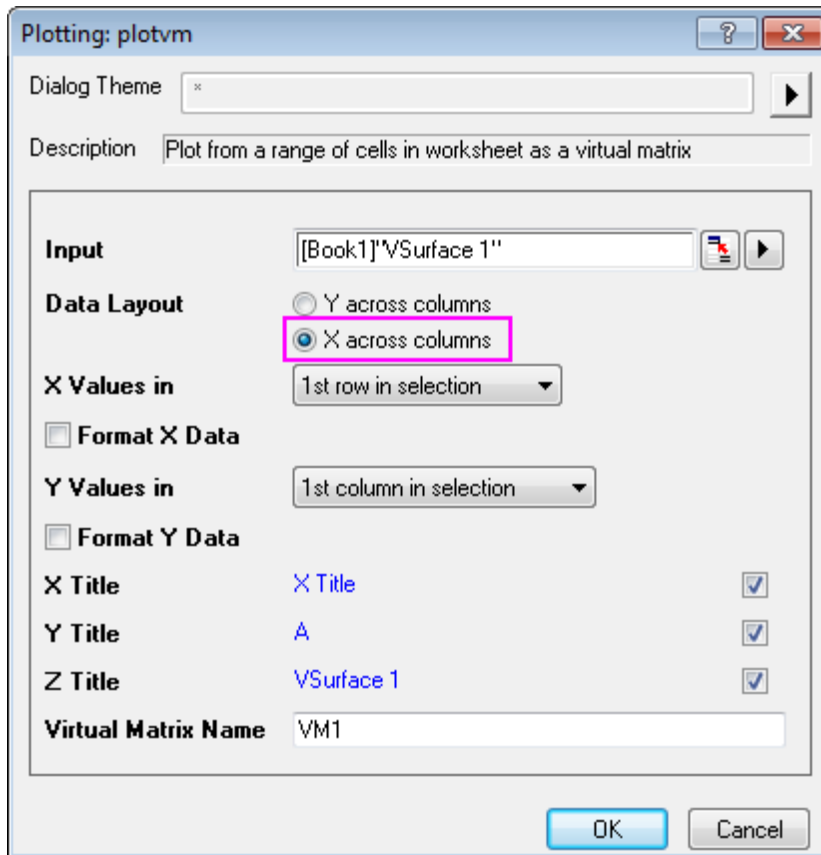 Plotting: plotvm
Dialog Theme *
Description Plot from a range of cells in worksheet as a virtual matrix
Input [Book1]"VSurface 1"
Data Layout Y across columns
X across columns
X Values in 1st row in selection
Format X Data
Y Values in 1st column in selection
Format Y Data
X Title X Title
Y Title A
Z Title VSurface 1
Virtual Matrix Name VM1
OK Cancel